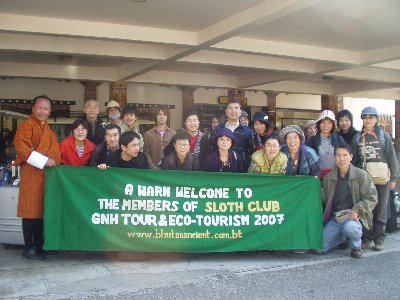 A WARM WELCOME TO
THE MEMBERS OF SLOTH CLUB
GNH TOUR & ECO-TOURISM 2007
www.bhutanancient.com.bt